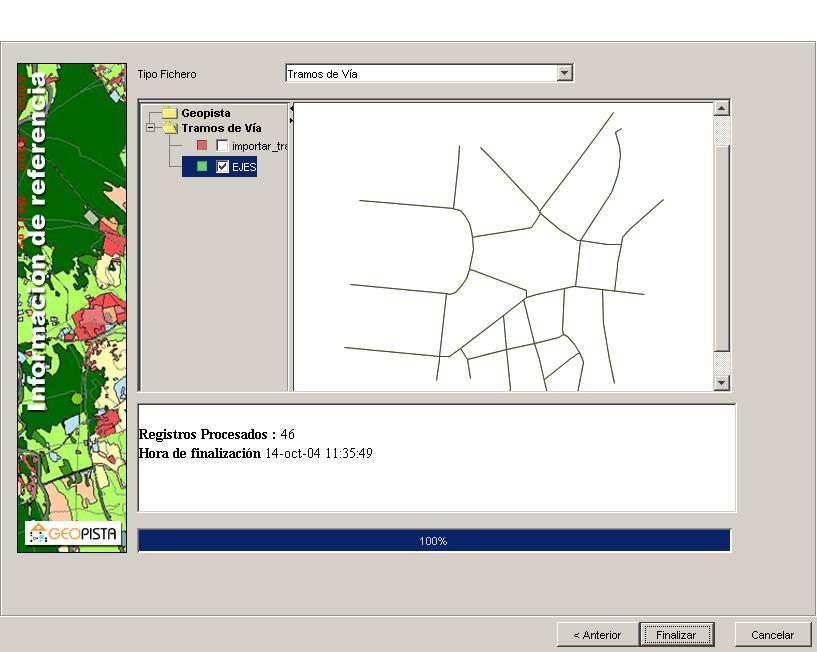 Tipo Fichero
Tramos de Vía
Geopista
Tramos de Vía
importar_tra
EJES
Información de referencia
GEOPISTA
Registros Procesados : 46
Hora de finalización 14-oct-04 11:35:49
100%
< Anterior
Finalizar
Cancelar